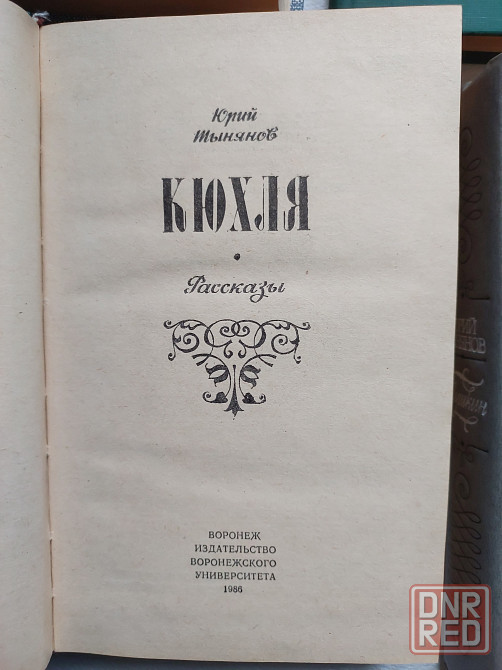 Юрий
Тынянов
КЮХЛЯ
Рассказы
ВОРОНЕЖ
ИЗДАТЕЛЬСТВО
ВОРОНЕЖСКОГО
УНИВЕРСИТЕТА
1986
DNR
RED